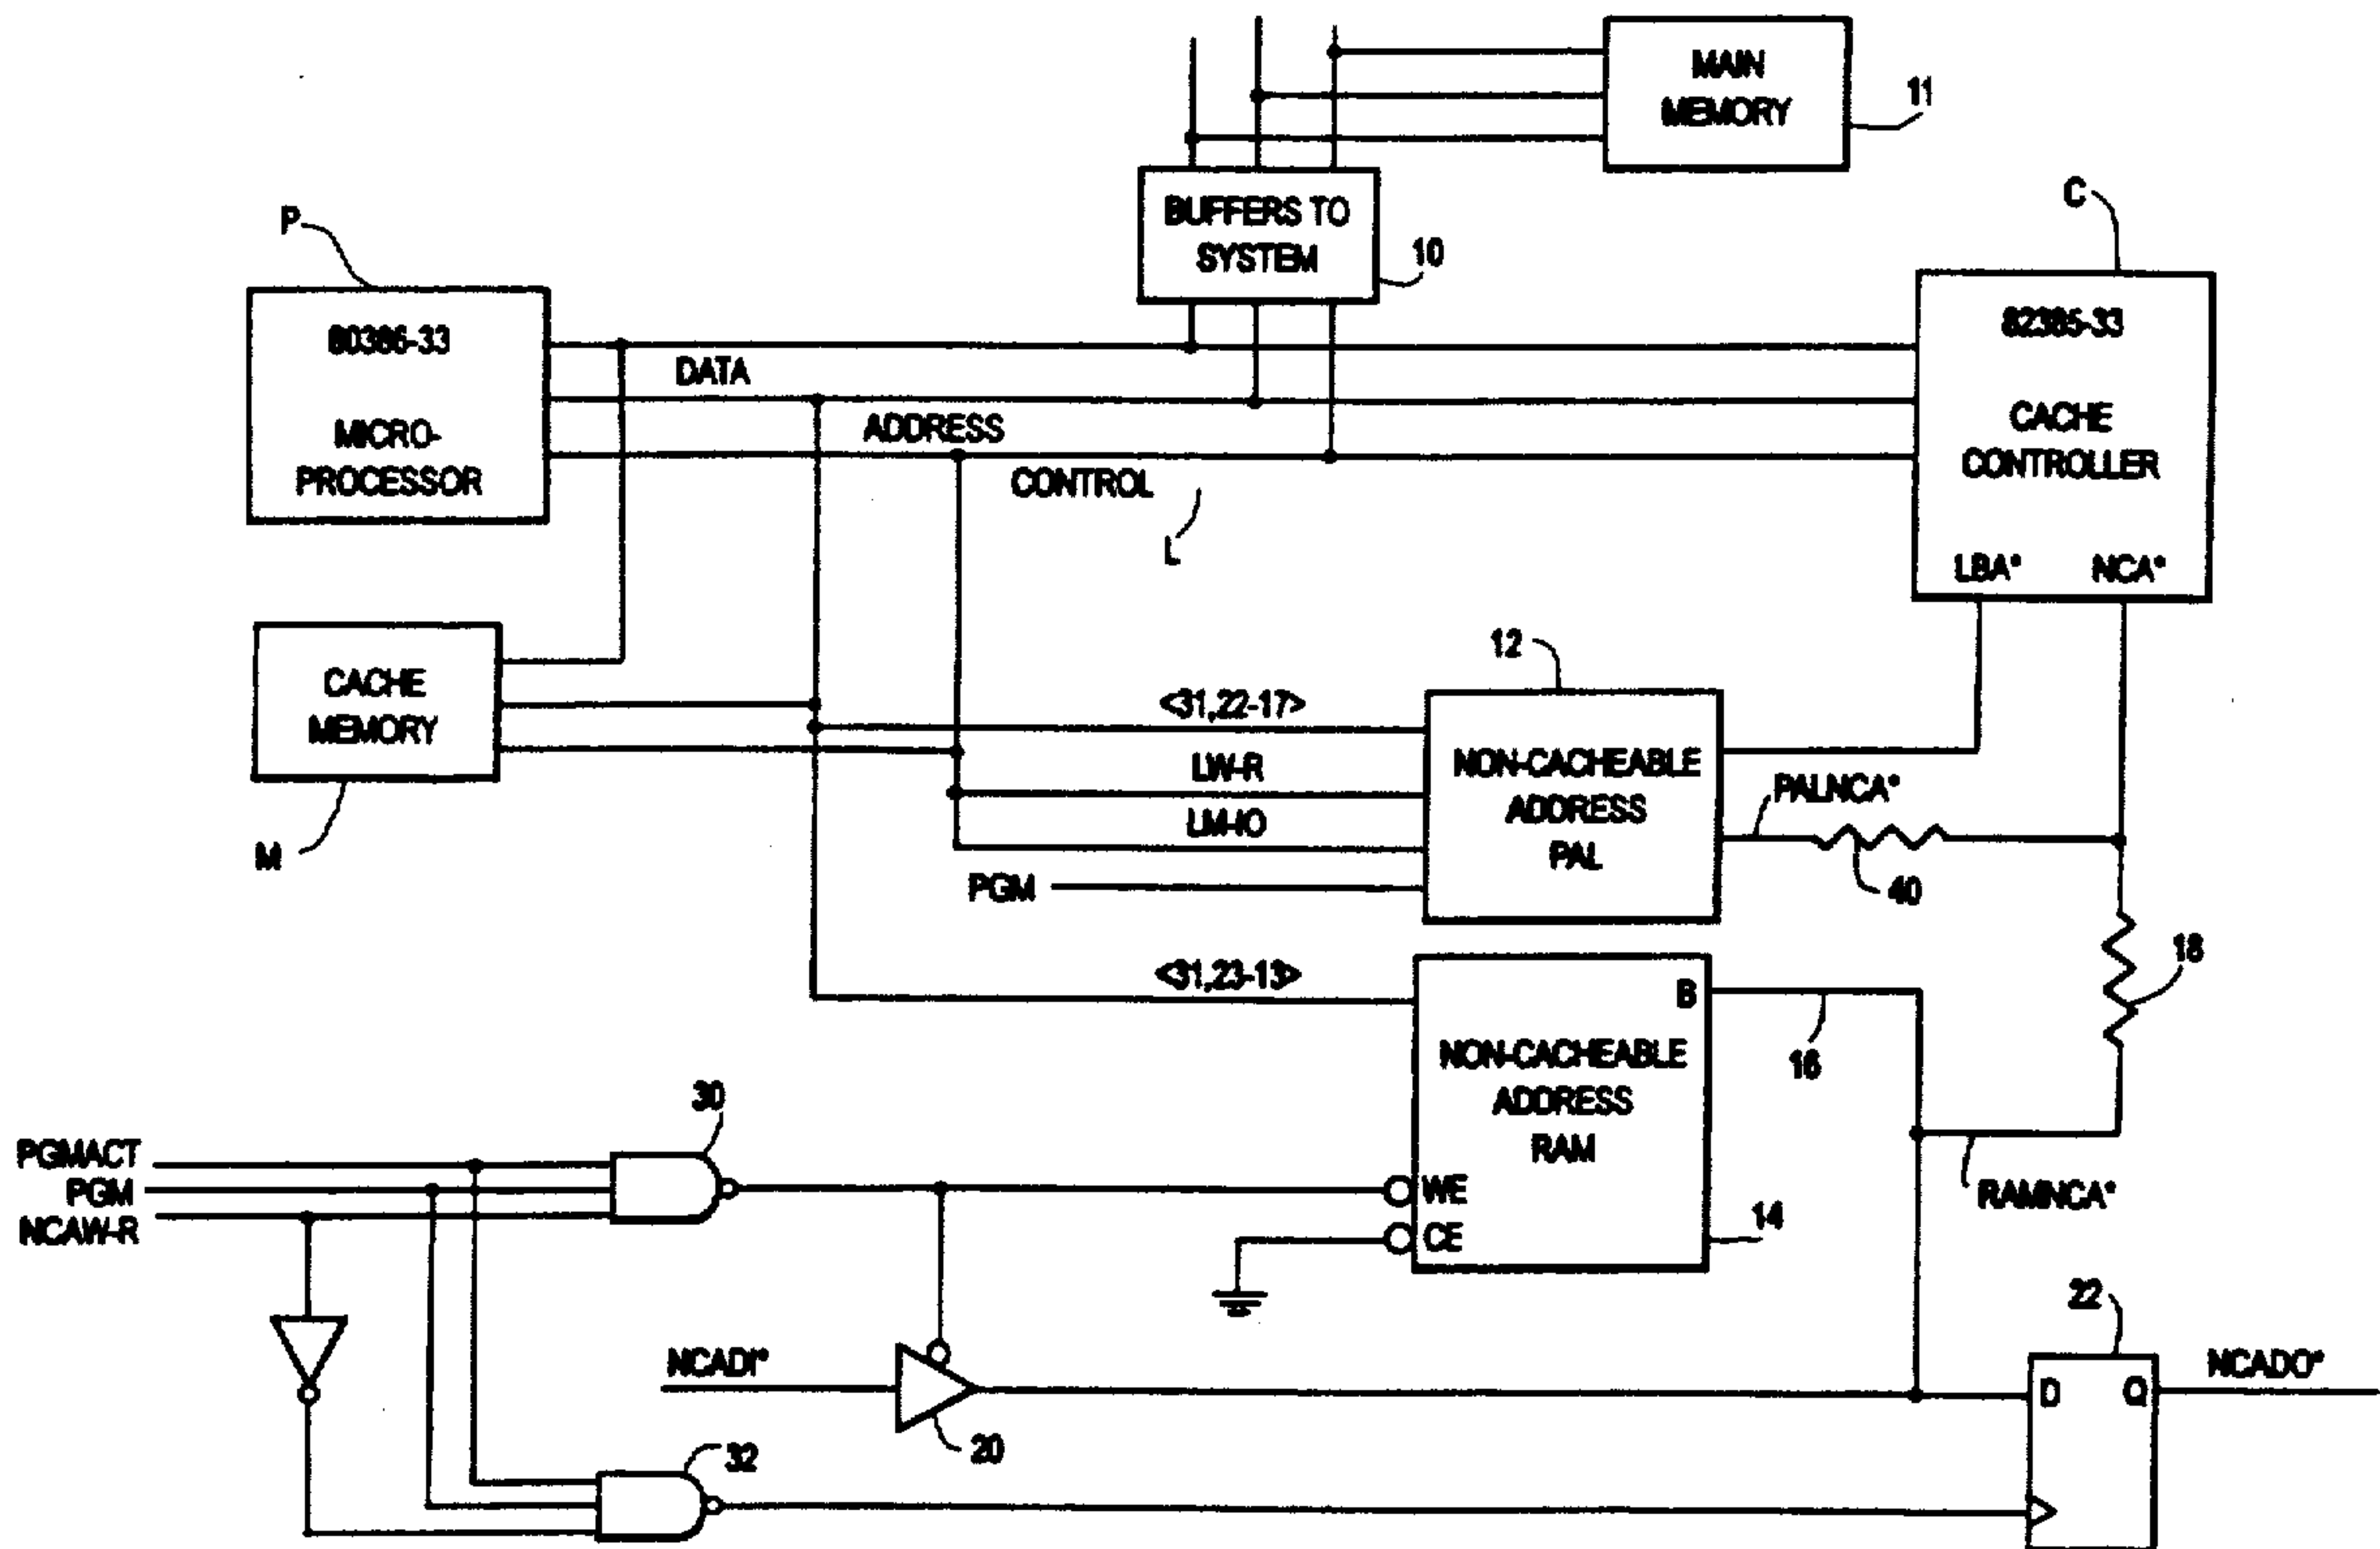 MAIN
MEMORY
11
BUFFERS TO
SYSTEM
10
C
P
80386-33
MICRO-
PROCESSOR
DATA
ADDRESS
CONTROL
L
82385-33
CACHE
CONTROLLER
LBA*
NCA*
CACHE
MEMORY
M
12
<31,22-17>
LW-R
LM-IO
PGM
NON-CACHEABLE
ADDRESS
PAL
PALNCA*
40
18
<31,23-13>
B
NON-CACHEABLE
ADDRESS
RAM
WE
CE
16
14
RAMNCA*
30
PGMACT
PGM
NCAW-R
NCADI*
20
22
D
Q
NCADO*
32